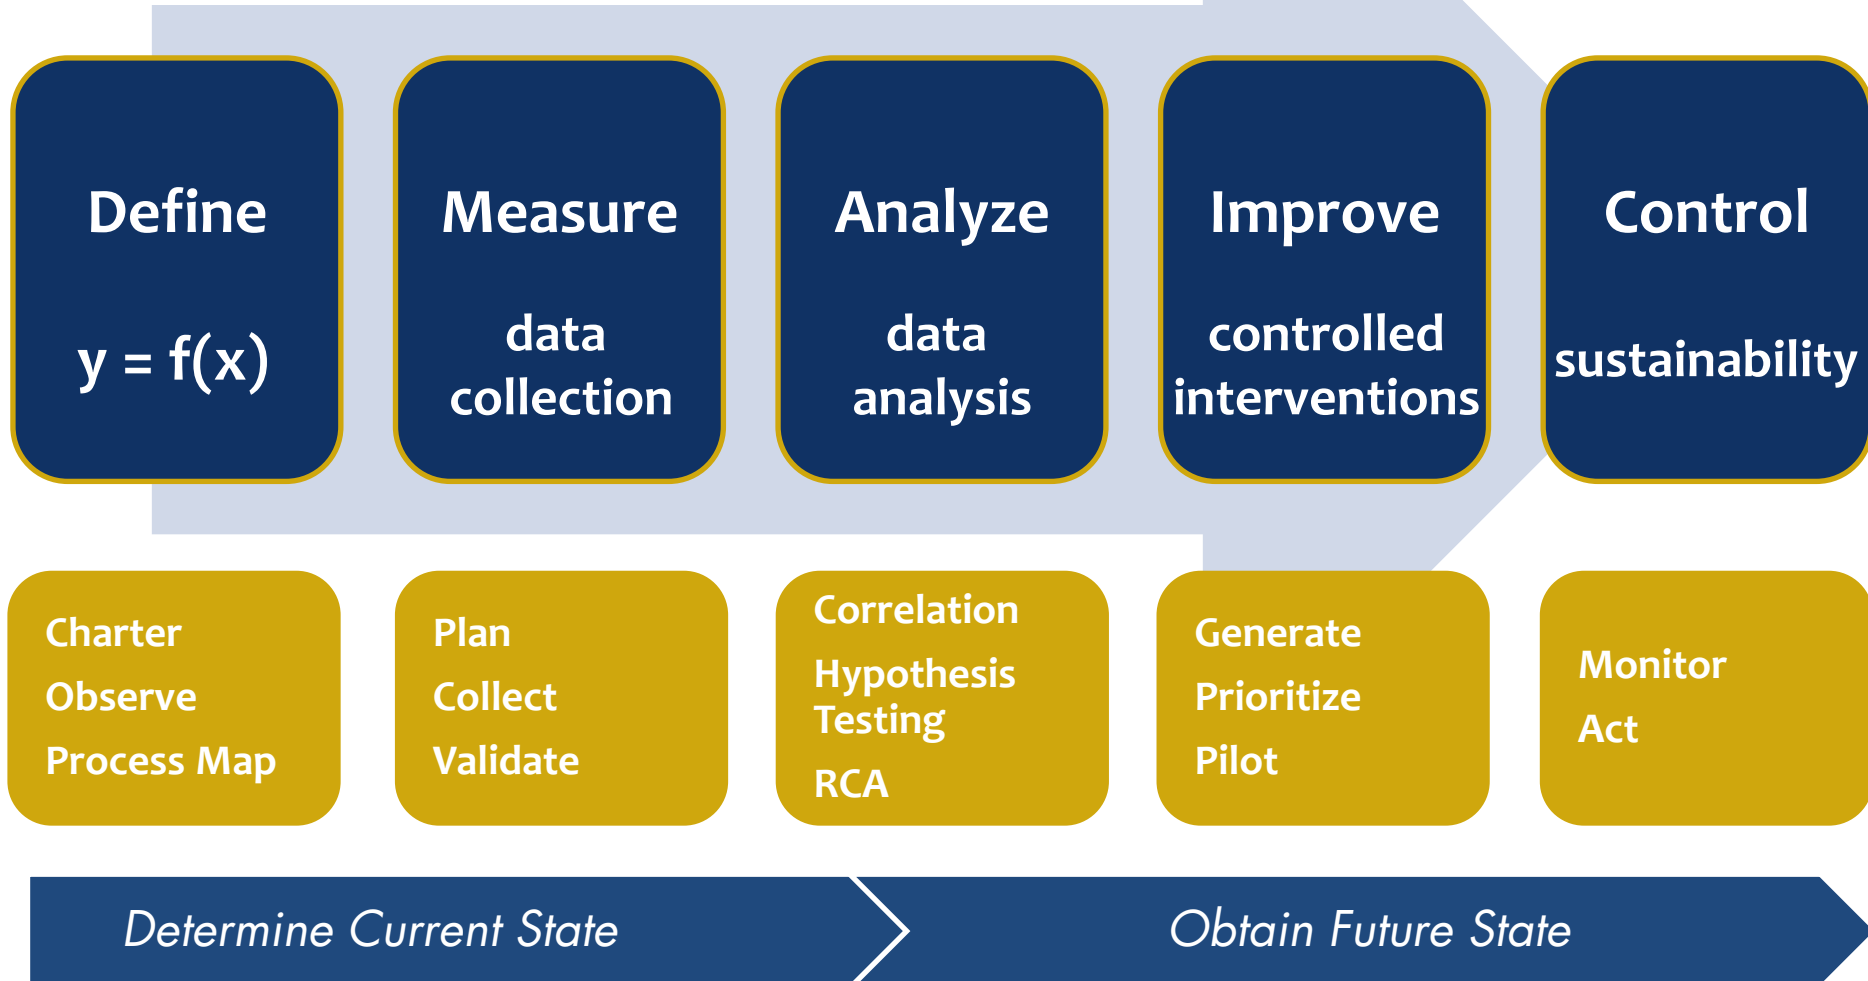 Define
y = f(x)
Measure
data
collection
Analyze
data
analysis
Improve
controlled
interventions
Control
sustainability
Charter
Observe
Process Map
Plan
Collect
Validate
Correlation
Hypothesis
Testing
RCA
Generate
Prioritize
Pilot
Monitor
Act
Determine Current State
Obtain Future State